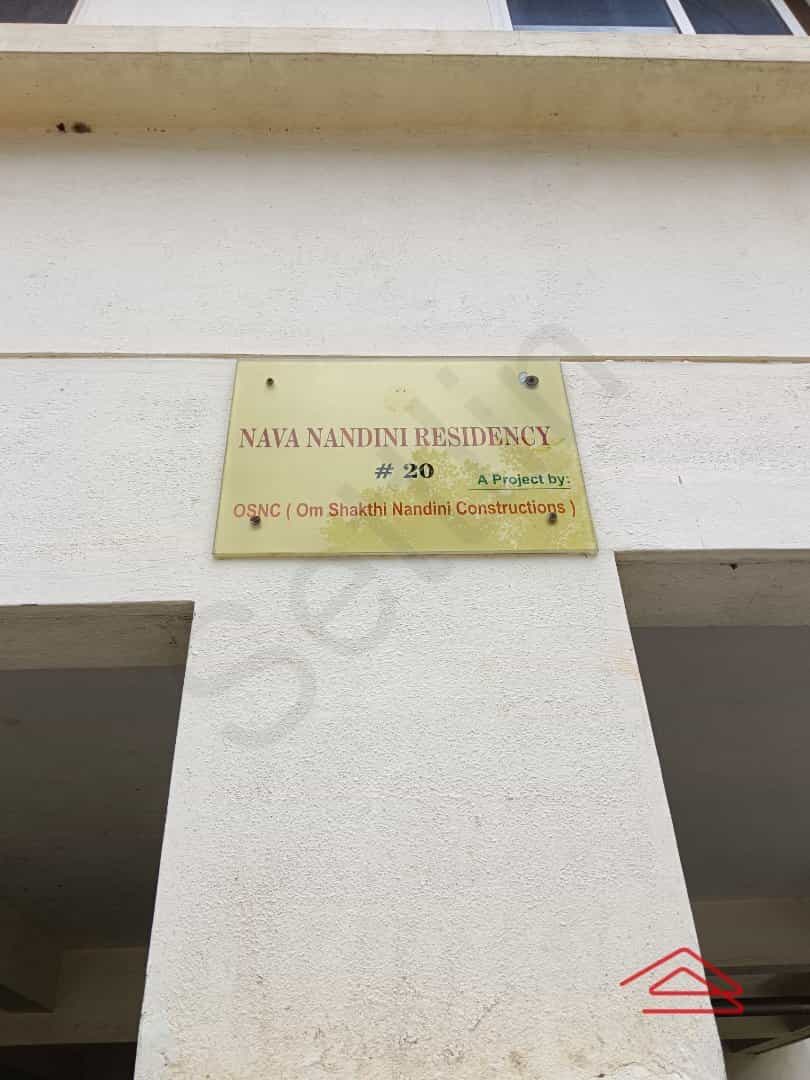 NAVA NANDINI RESIDENCY
# 20
A Project by:
OSNC ( Om Shakthi Nandini Constructions )